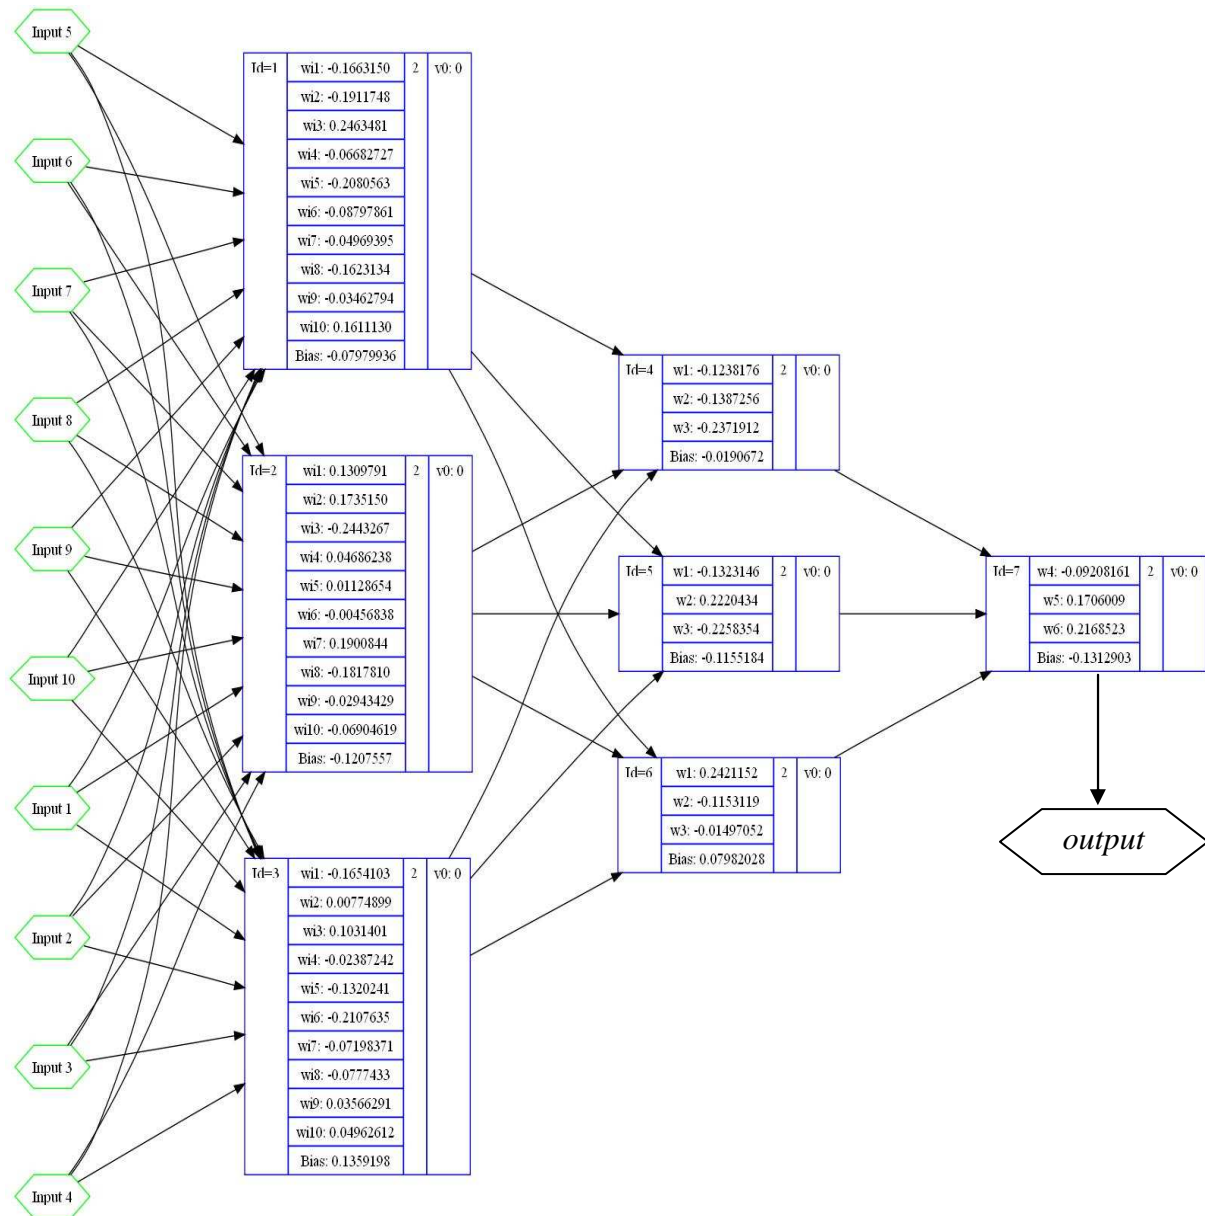 Input 5
Input 6
Input 7
Input 8
Input 9
Input 10
Input 1
Input 2
Input 3
Input 4
Id=1
wi1: -0.1663150
wi2: -0.1911748
wi3: 0.2463481
wi4: -0.06682727
wi5: -0.2080563
wi6: -0.08797861
wi7: -0.04969395
wi8: -0.1623134
wi9: -0.03462794
wi10: 0.1611130
Bias: -0.07979936
2
v0: 0
Id=2
wi1: 0.1309791
wi2: 0.1735150
wi3: -0.2443267
wi4: 0.04686238
wi5: 0.01128654
wi6: -0.00456838
wi7: 0.1900844
wi8: -0.1817810
wi9: -0.02943429
wi10: -0.06904619
Bias: -0.1207557
2
v0: 0
Id=3
wi1: -0.1654103
wi2: 0.00774899
wi3: 0.1031401
wi4: -0.02387242
wi5: -0.1320241
wi6: -0.2107635
wi7: -0.07198371
wi8: -0.0777433
wi9: 0.03566291
wi10: 0.04962612
Bias: 0.1359198
2
v0: 0
Id=4
w1: -0.1238176
w2: -0.1387256
w3: -0.2371912
Bias: -0.0190672
2
v0: 0
Id=5
w1: -0.1323146
w2: 0.2220434
w3: -0.2258354
Bias: -0.1155184
2
v0: 0
Id=6
w1: 0.2421152
w2: -0.1153119
w3: -0.01497052
Bias: 0.07982028
2
v0: 0
Id=7
w4: -0.09208161
w5: 0.1706009
w6: 0.2168523
Bias: -0.1312903
2
v0: 0
output